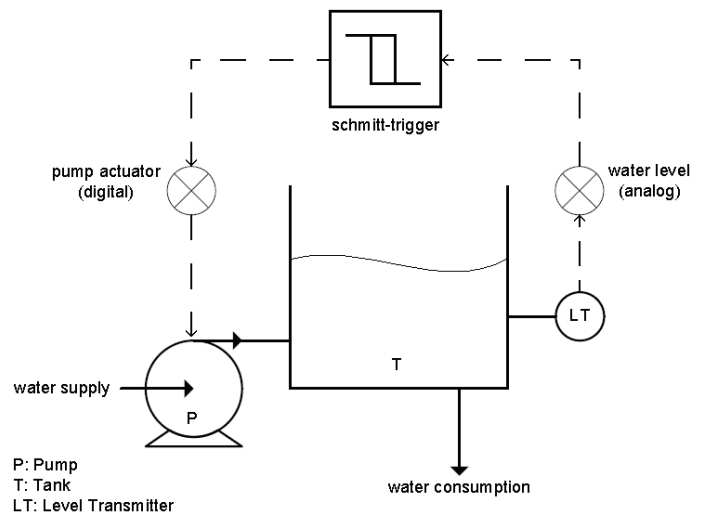 schmitt-trigger
pump actuator
(digital)
water level
(analog)
LT
T
water supply
P
water consumption
P: Pump
T: Tank
LT: Level Transmitter